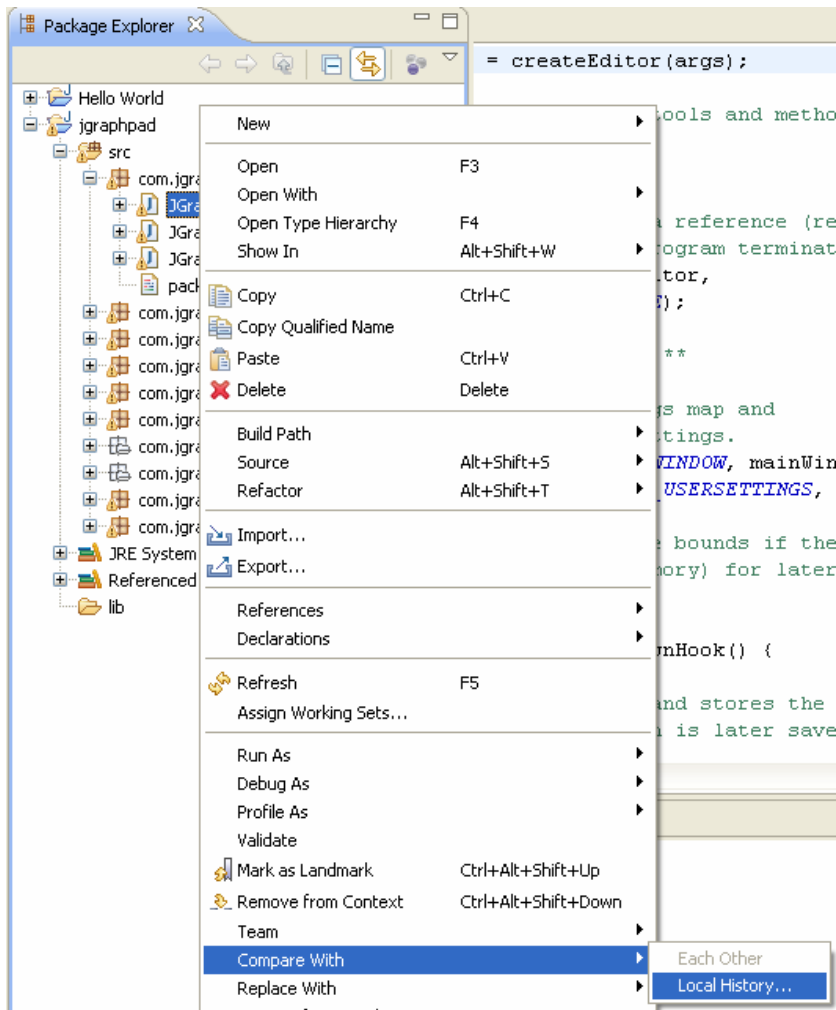 Package Explorer
= createEditor(args);
Hello World
jgraphpad
src
com.jgra
JGra
JGra
JGra
pack
com.jgra
com.jgra
com.jgra
com.jgra
com.jgra
com.jgra
com.jgra
com.jgra
com.jgra
JRE System
Referenced
lib
New
Open F3
Open With
Open Type Hierarchy F4
Show In Alt+Shift+W
Copy Ctrl+C
Copy Qualified Name
Paste Ctrl+V
Delete Delete
Build Path
Source Alt+Shift+S
Refactor Alt+Shift+T
Import...
Export...
References
Declarations
Refresh F5
Assign Working Sets...
Run As
Debug As
Profile As
Validate
Mark as Landmark Ctrl+Alt+Shift+Up
Remove from Context Ctrl+Alt+Shift+Down
Team
Compare With
Replace With
Each Other
Local History...
ools and metho
a reference (re
rogram terminat
tor,
);
**
gs map and
ttings.
WINDOW, mainWin
_USERSETTINGS,
bounds if the
ory) for later
nHook() {
and stores the
is later save